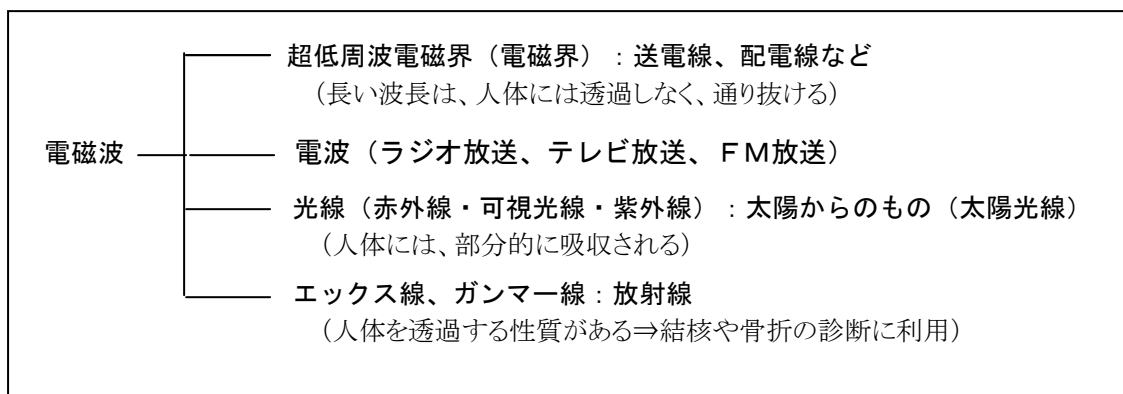 超低周波電磁界（電磁界）：送電線、配電線など
（長い波長は、人体には透過しなく、通り抜ける）
電磁波
電波（ラジオ放送、テレビ放送、ＦＭ放送）
光線（赤外線・可視光線・紫外線）：太陽からのもの（太陽光線）
（人体には、部分的に吸収される）
エックス線、ガンマー線：放射線
（人体を透過する性質がある⇒結核や骨折の診断に利用）